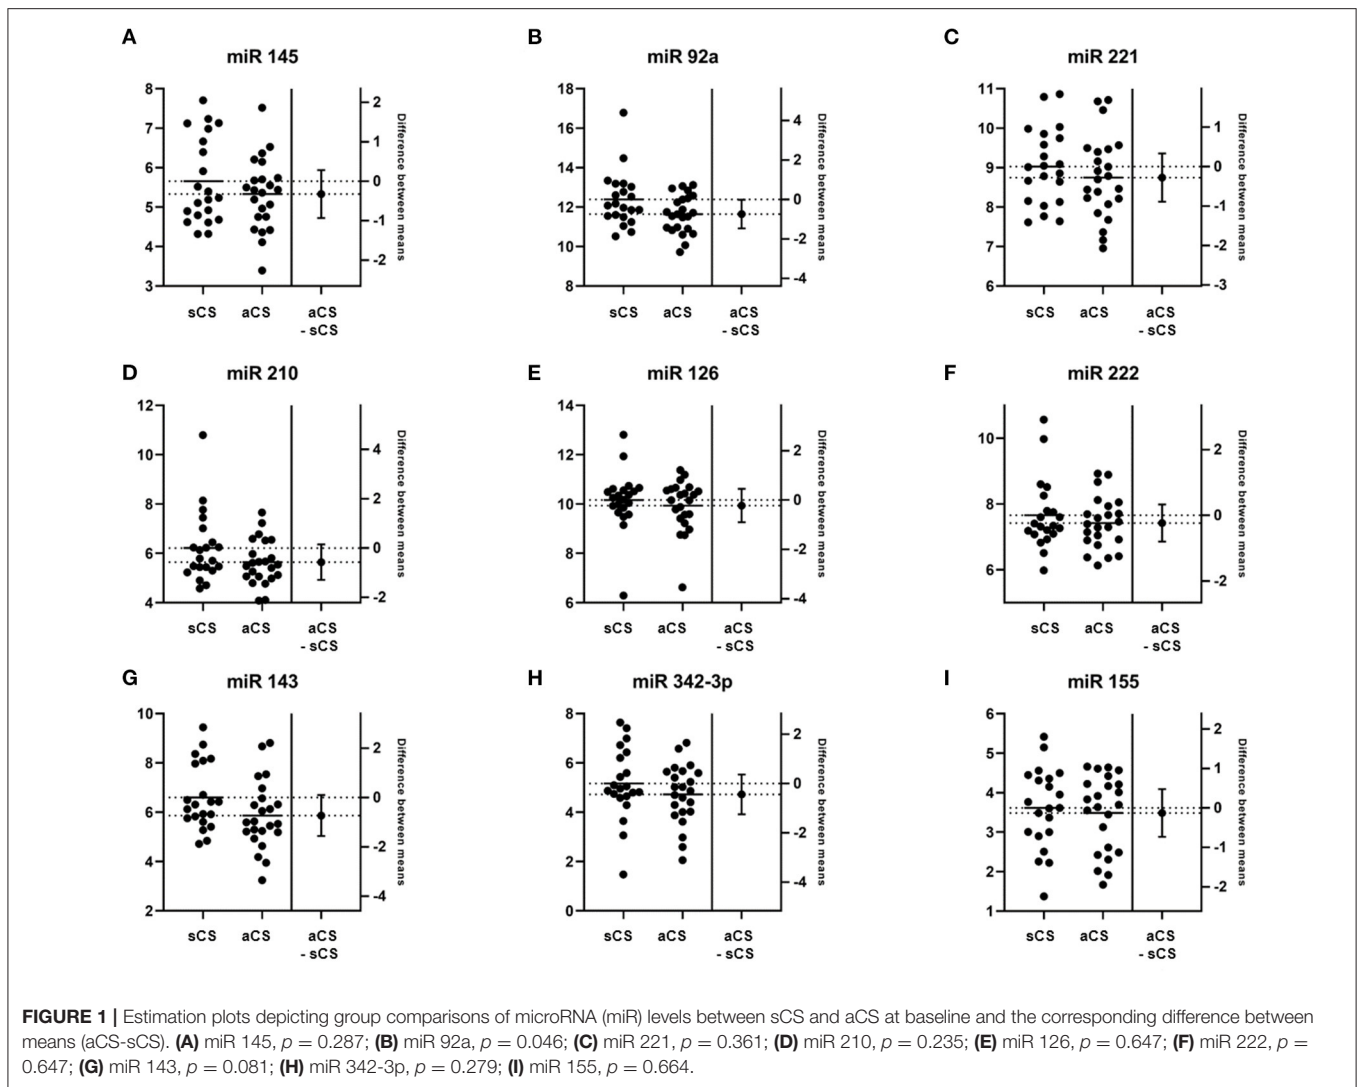 A
miR 145
8
7
6
5
4
3
2
1
0
-1
-2
Difference between means
sCS
aCS
aCS
- sCS
B
miR 92a
18
16
14
12
10
8
4
2
0
-2
-4
Difference between means
sCS
aCS
aCS
- sCS
C
miR 221
11
10
9
8
7
6
1
0
-1
-2
-3
Difference between means
sCS
aCS
aCS
- sCS
D
miR 210
12
10
8
6
4
4
2
0
-2
Difference between means
sCS
aCS
aCS
- sCS
E
miR 126
14
12
10
8
6
2
0
-2
-4
Difference between means
sCS
aCS
aCS
- sCS
F
miR 222
10
8
6
2
0
-2
Difference between means
sCS
aCS
aCS
- sCS
G
miR 143
10
8
6
4
2
2
0
-2
-4
Difference between means
sCS
aCS
aCS
- sCS
H
miR 342-3p
8
6
4
2
0
2
0
-2
-4
Difference between means
sCS
aCS
aCS
- sCS
I
miR 155
6
5
4
3
2
1
2
1
0
-1
-2
Difference between means
sCS
aCS
aCS
- sCS
FIGURE 1 | Estimation plots depicting group comparisons of microRNA (miR) levels between sCS and aCS at baseline and the corresponding difference between
means (aCS-sCS). (A) miR 145, p = 0.287; (B) miR 92a, p = 0.046; (C) miR 221, p = 0.361; (D) miR 210, p = 0.235; (E) miR 126, p = 0.647; (F) miR 222, p =
0.647; (G) miR 143, p = 0.081; (H) miR 342-3p, p = 0.279; (I) miR 155, p = 0.664.